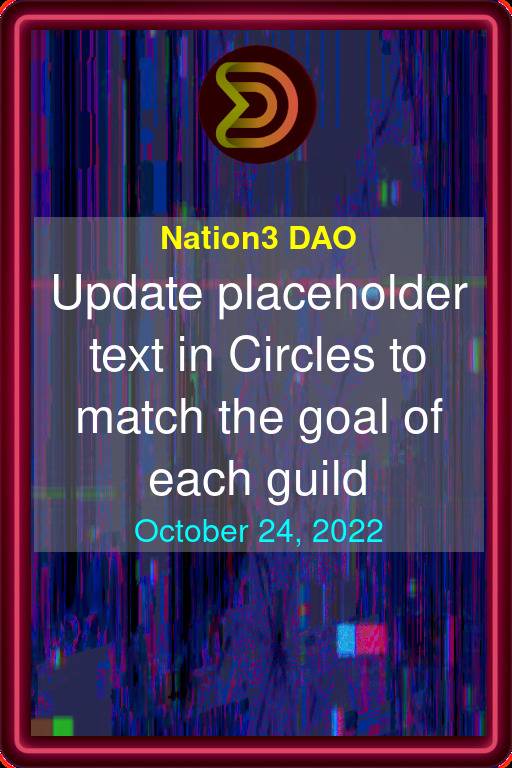 Nation3 DAO
Update placeholder
text in Circles to
match the goal of
each guild
October 24, 2022